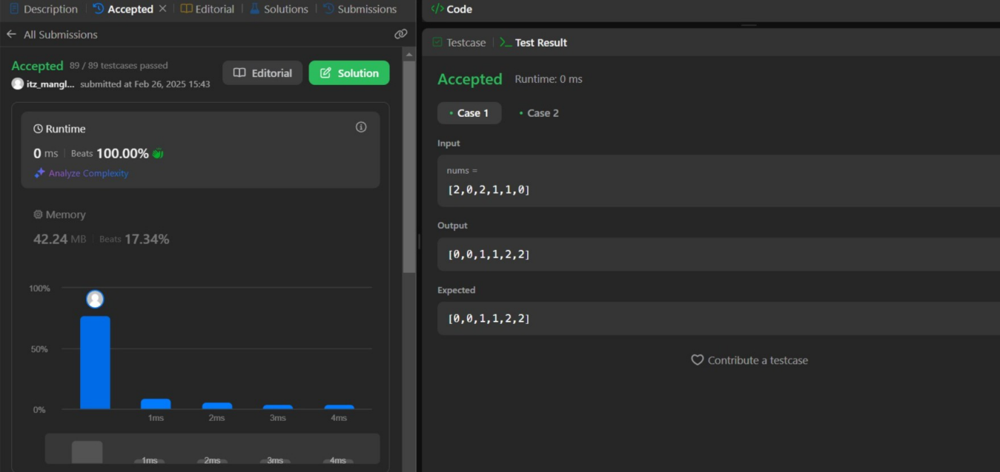 Description
Accepted
Editorial
Solutions
Submissions
All Submissions
Accepted 89 / 89 testcases passed
itz_mangl... submitted at Feb 26, 2025 15:43
Editorial
Solution
Runtime
0 ms Beats 100.00%
Analyze Complexity
Memory
42.24 MB Beats 17.34%
100%
50%
0%
1ms 2ms 3ms 4ms
1ms 2ms 3ms 4ms
</> Code
Testcase
>_ Test Result
Accepted Runtime: 0 ms
• Case 1 • Case 2
Input
nums =
[2,0,2,1,1,0]
Output
[0,0,1,1,2,2]
Expected
[0,0,1,1,2,2]
Contribute a testcase